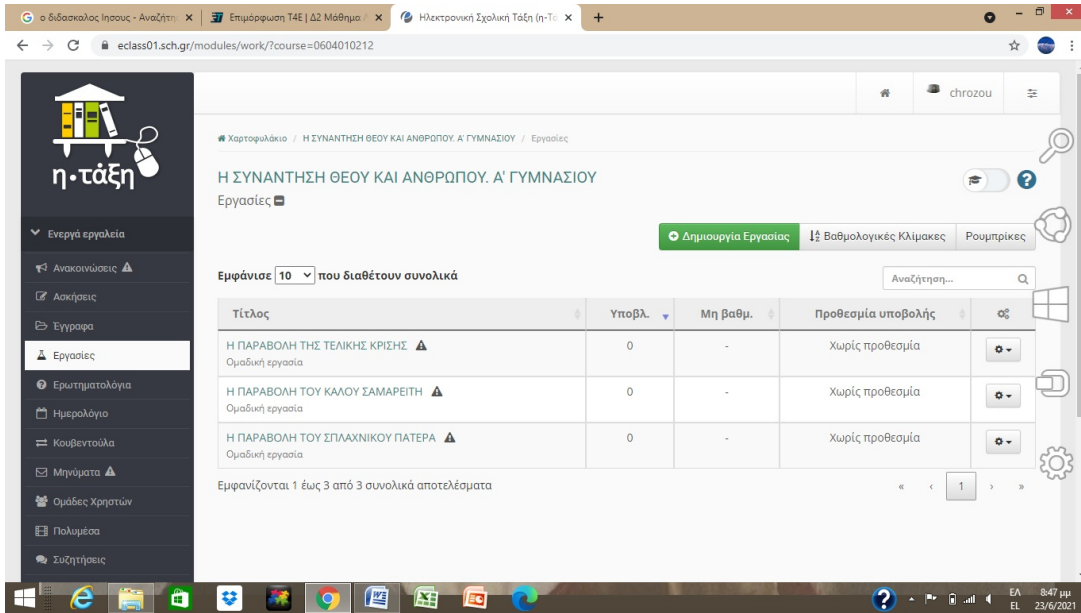 ο διδασκαλος Ιησους - Αναζήτη
Επιμόρφωση T4E | Δ2 Μάθημα
Ηλεκτρονική Σχολική Τάξη (η-Τά
eclass01.sch.gr/modules/work/?course=0604010212
chrozou
η·τάξη
Χαρτοφυλάκιο / Η ΣΥΝΑΝΤΗΣΗ ΘΕΟΥ ΚΑΙ ΑΝΘΡΩΠΟΥ. Α' ΓΥΜΝΑΣΙΟΥ / Εργασίες
Η ΣΥΝΑΝΤΗΣΗ ΘΕΟΥ ΚΑΙ ΑΝΘΡΩΠΟΥ. Α' ΓΥΜΝΑΣΙΟΥ
Εργασίες
Δημιουργία Εργασίας Βαθμολογικές Κλίμακες Ρουμπρίκες
Εμφάνισε 10 που διαθέτουν συνολικά
Αναζήτηση...
Τίτλος Υποβλ. Μη βαθμ. Προθεσμία υποβολής
Η ΠΑΡΑΒΟΛΗ ΤΗΣ ΤΕΛΙΚΗΣ ΚΡΙΣΗΣ 0 - Χωρίς προθεσμία
Ομαδική εργασία
Η ΠΑΡΑΒΟΛΗ ΤΟΥ ΚΑΛΟΥ ΣΑΜΑΡΕΙΤΗ 0 - Χωρίς προθεσμία
Ομαδική εργασία
Η ΠΑΡΑΒΟΛΗ ΤΟΥ ΣΠΛΑΧΝΙΚΟΥ ΠΑΤΕΡΑ 0 - Χωρίς προθεσμία
Ομαδική εργασία
Εμφανίζονται 1 έως 3 από 3 συνολικά αποτελέσματα
« ‹ 1 › »
Ενεργά εργαλεία
Ανακοινώσεις
Ασκήσεις
Έγγραφα
Εργασίες
Ερωτηματολόγια
Ημερολόγιο
Κουβεντούλα
Μηνύματα
Ομάδες Χρηστών
Πολυμέσα
Συζητήσεις
ΕΛ 8:47 μμ
EL 23/6/2021